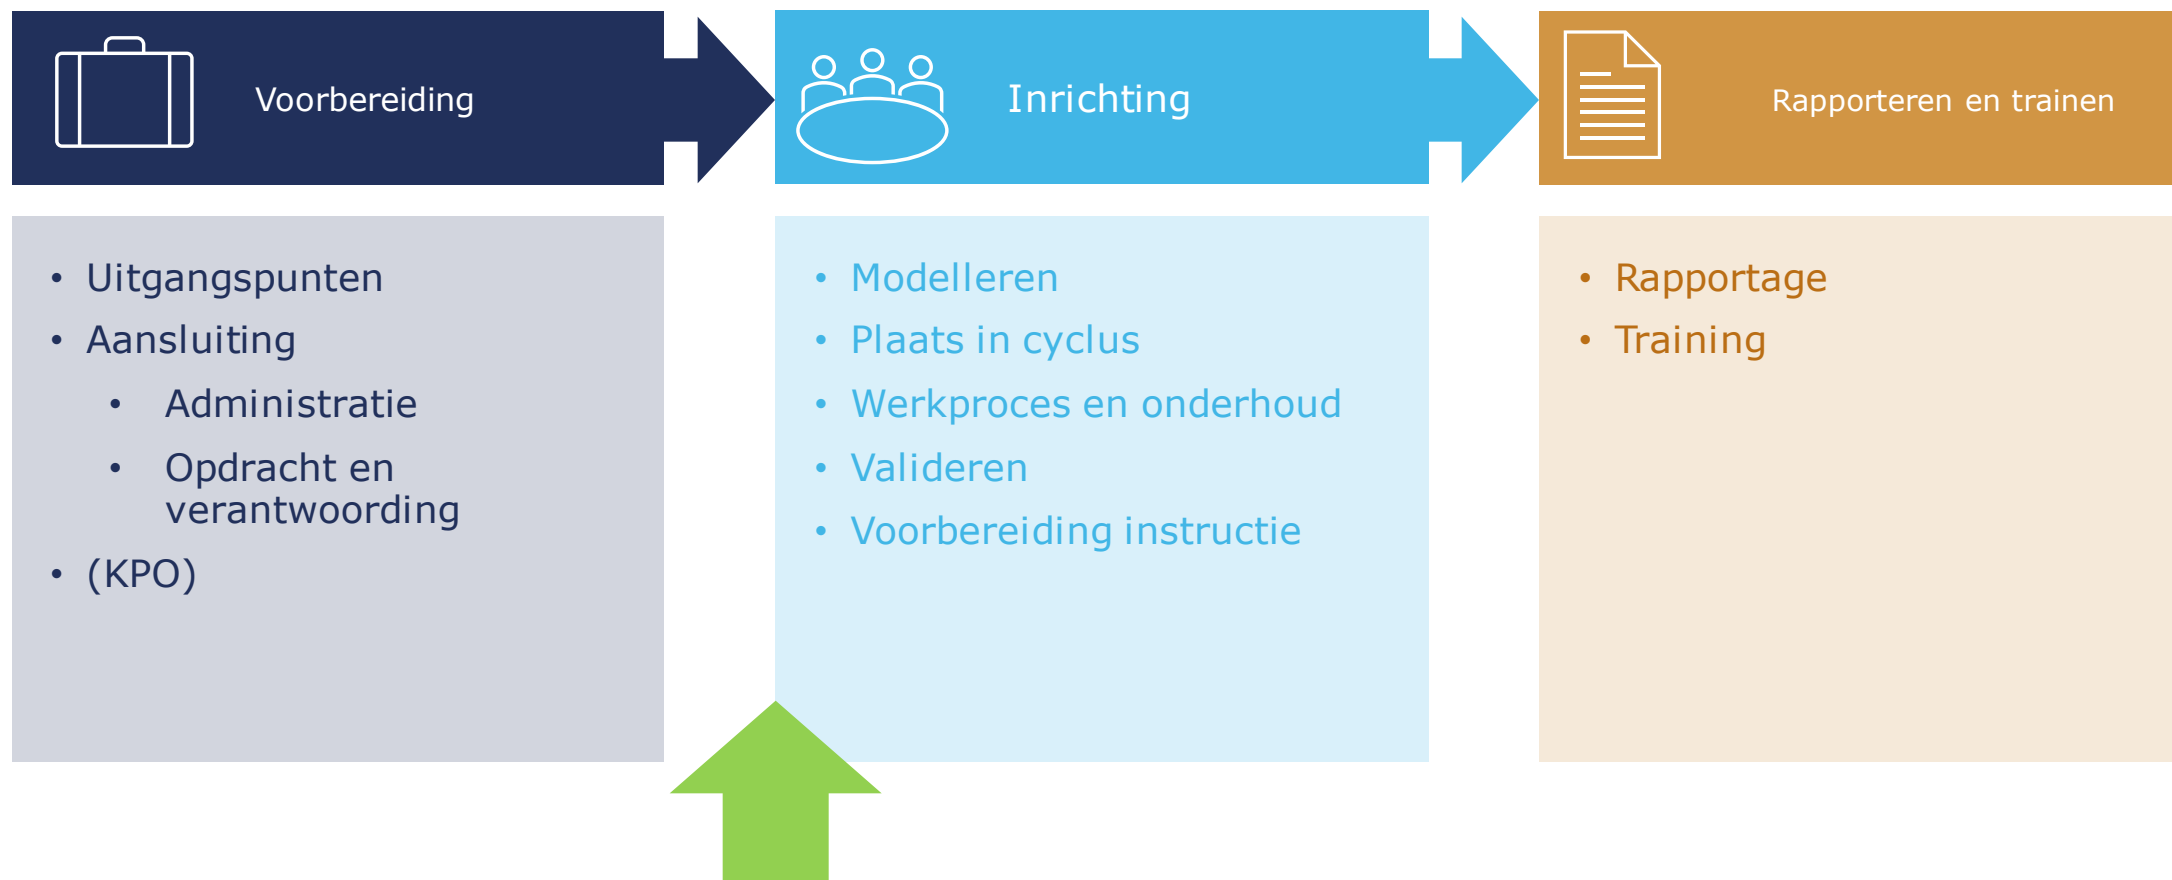 Voorbereiding
Inrichting
Rapporteren en trainen
• Uitgangspunten
• Aansluiting
• Administratie
• Opdracht en
verantwoording
• (KPO)
• Modelleren
• Plaats in cyclus
• Werkproces en onderhoud
• Valideren
• Voorbereiding instructie
• Rapportage
• Training